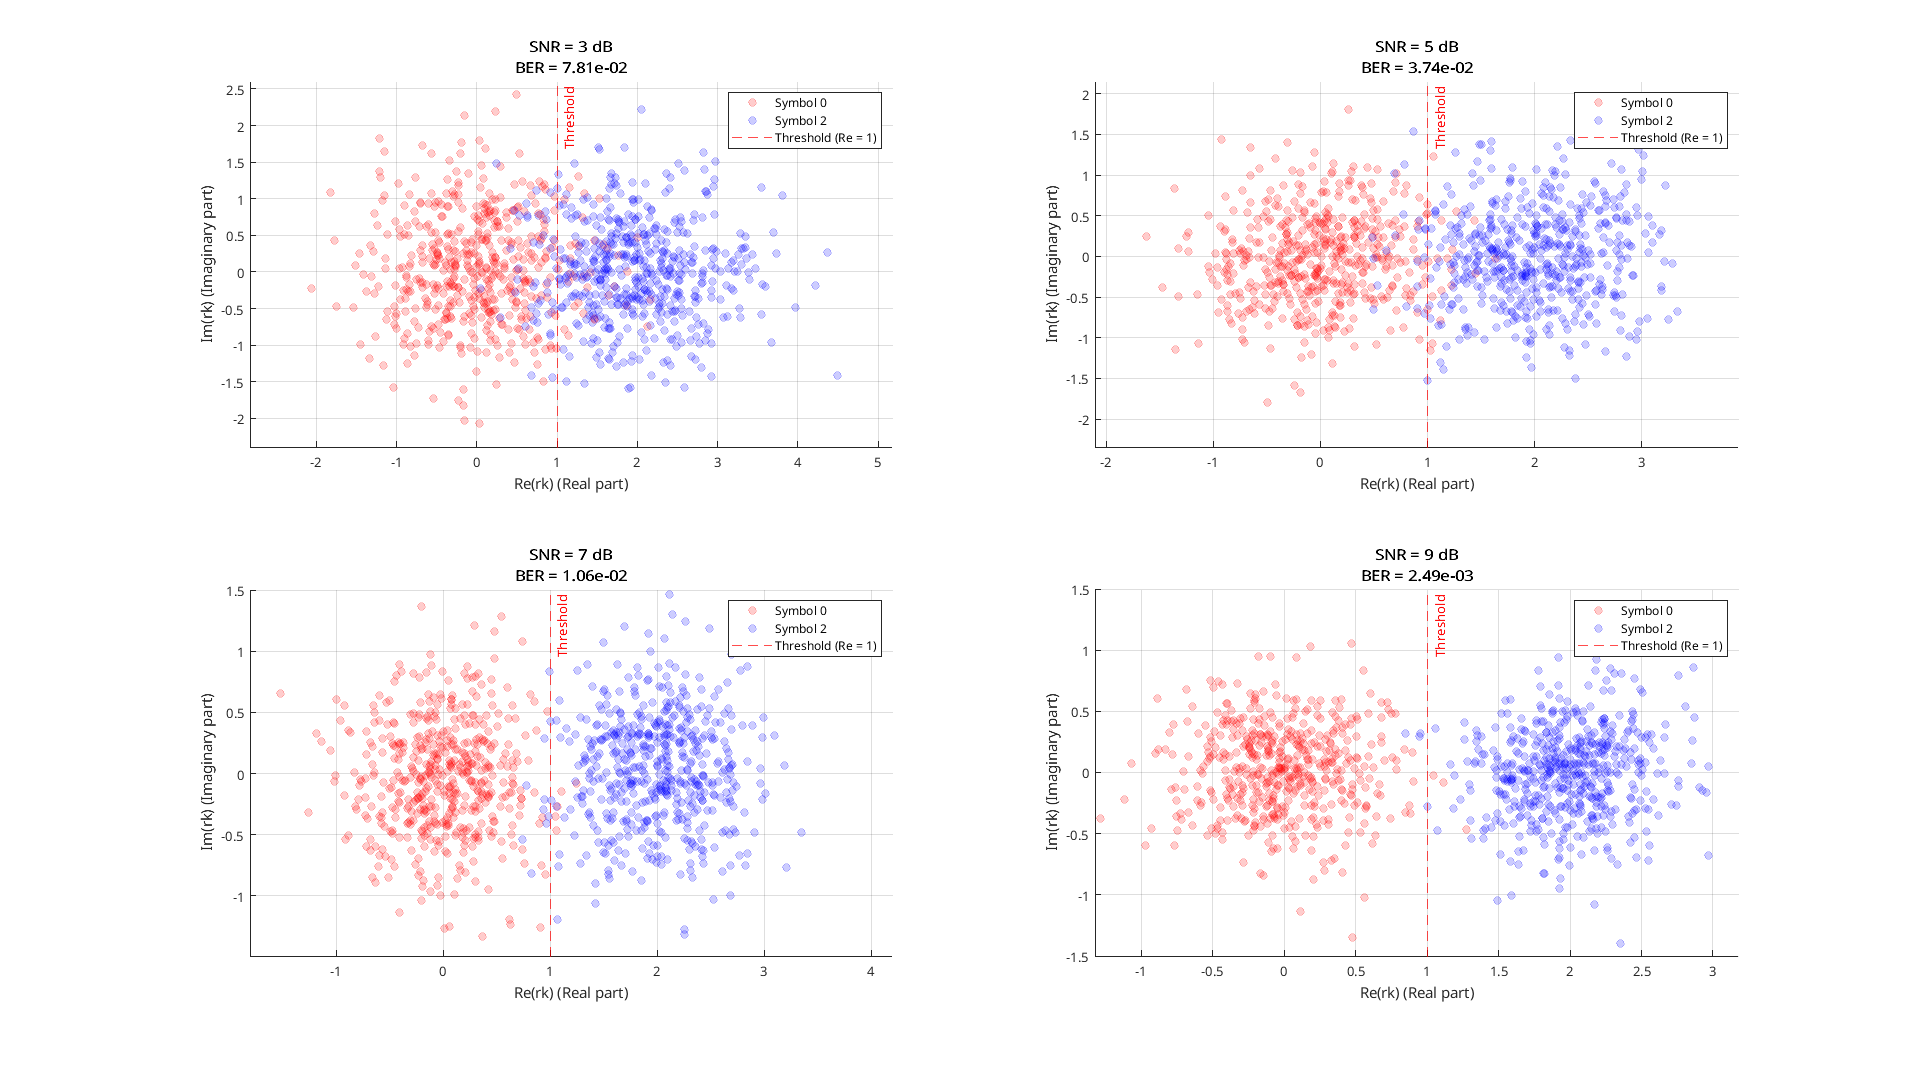 SNR = 3 dB
BER = 7.81e-02
Threshold
Symbol 0
Symbol 2
Threshold (Re = 1)
2.5
2
1.5
1
0.5
0
-0.5
-1
-1.5
-2
Im(rk) (Imaginary part)
-2 -1 0 1 2 3 4 5
Re(rk) (Real part)
SNR = 5 dB
BER = 3.74e-02
Threshold
Symbol 0
Symbol 2
Threshold (Re = 1)
2
1.5
1
0.5
0
-0.5
-1
-1.5
-2
Im(rk) (Imaginary part)
-2 -1 0 1 2 3
Re(rk) (Real part)
SNR = 7 dB
BER = 1.06e-02
Threshold
Symbol 0
Symbol 2
Threshold (Re = 1)
1.5
1
0.5
0
-0.5
-1
Im(rk) (Imaginary part)
-1 0 1 2 3 4
Re(rk) (Real part)
SNR = 9 dB
BER = 2.49e-03
Threshold
Symbol 0
Symbol 2
Threshold (Re = 1)
1.5
1
0.5
0
-0.5
-1
-1.5
Im(rk) (Imaginary part)
-1 -0.5 0 0.5 1 1.5 2 2.5 3
Re(rk) (Real part)